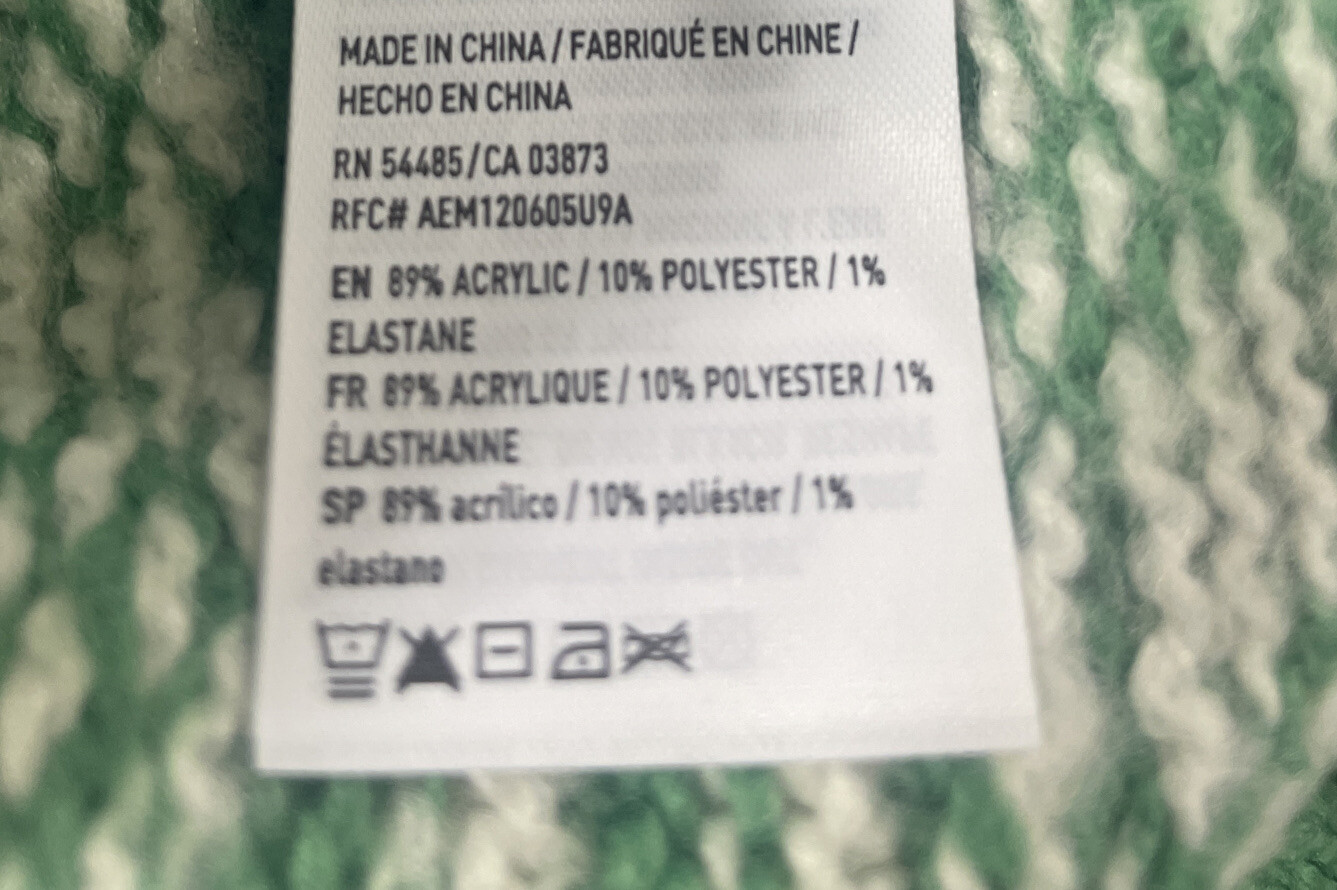 MADE IN CHINA / FABRIQUÉ EN CHINE /
HECHO EN CHINA
RN 54485/CA 03873
RFC# AEM120605U9A
EN 89% ACRYLIC / 10% POLYESTER / 1%
ELASTANE
FR 89% ACRYLIQUE / 10% POLYESTER / 1%
ÉLASTHANNE
SP 89% acrílico / 10% poliéster / 1%
elastano